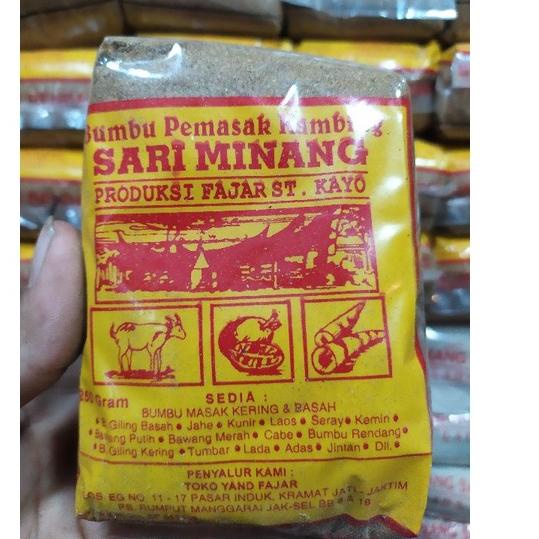 Bumbu Pemasak Kambing
SARI MINANG
PRODUKSI FAJAR ST. KAYO
250 Gram
SEDIA :
BUMBU MASAK KERING & BASAH
• B. Giling Basah • Jahe • Kunir • Laos • Seray • Kemiri •
Bawang Putih • Bawang Merah • Cabe • Bumbu Rendang •
• B. Giling Kering • Tumbar • Lada • Adas • Jintan • Dll. •
PENYALUR KAMI :
TOKO YAND FAJAR
LOS. EG NO. 11 - 17 PASAR INDUK, KRAMAT JATI - JAKTIM
PS. RUMPUT MANGGARAI JAK-SEL